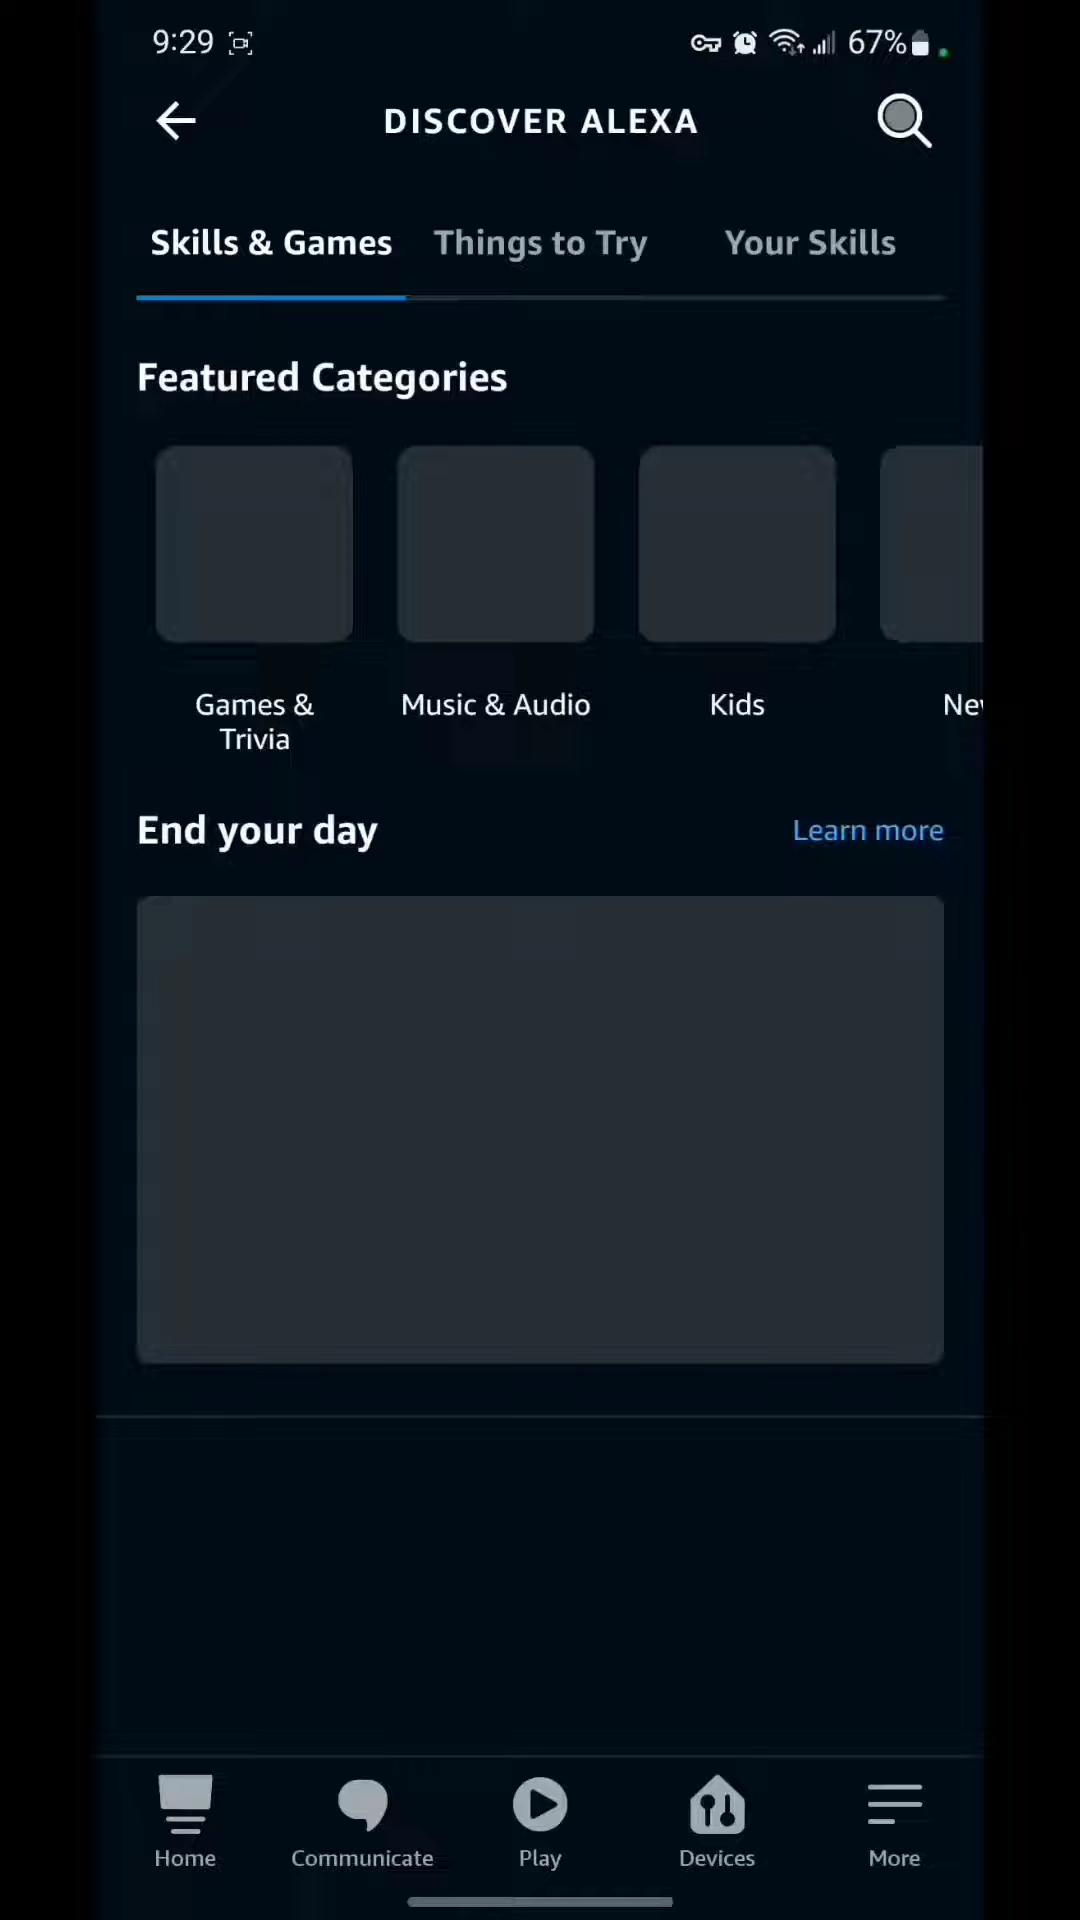 9:29
67%
DISCOVER ALEXA
Skills & Games
Things to Try
Your Skills
Featured Categories
Games &
Trivia
Music & Audio
Kids
End your day
Learn more
Home
Communicate
Play
Devices
More